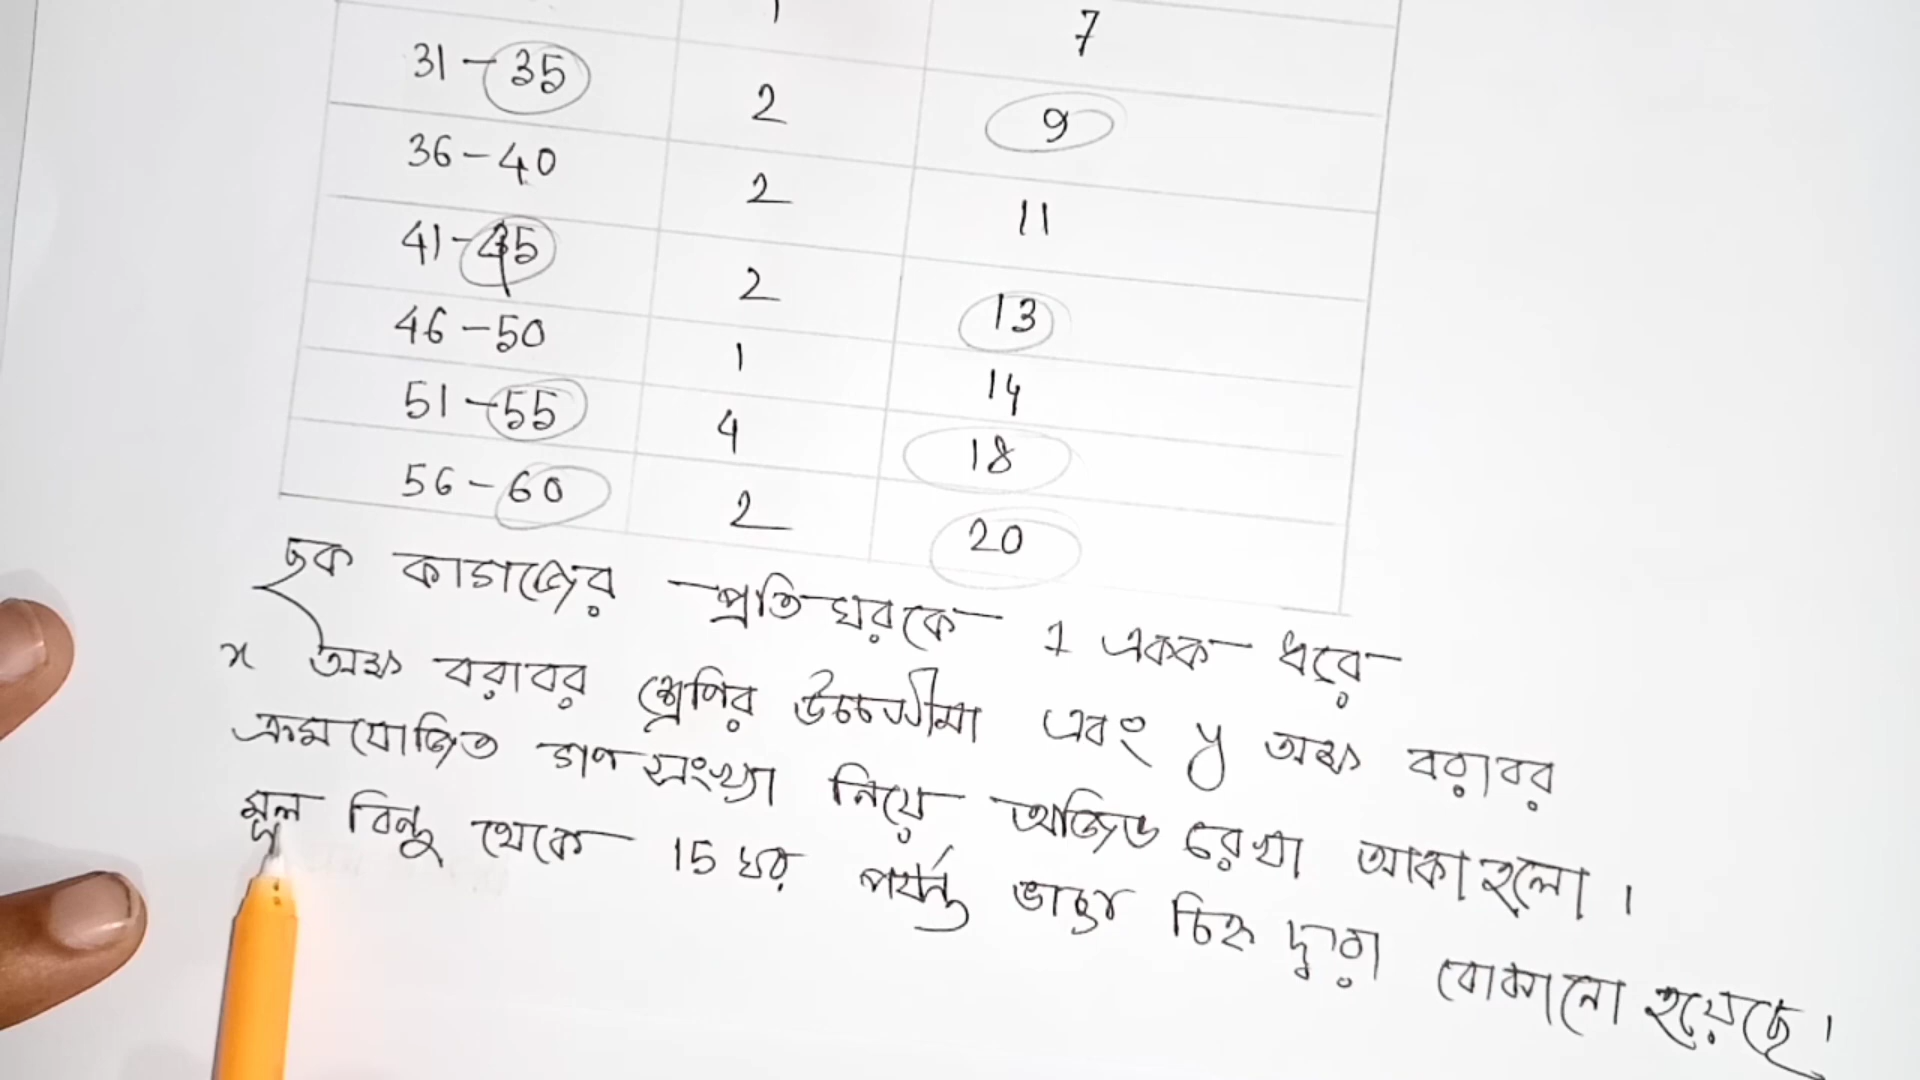 7
31-35 2 9
36-40 2 11
41-45 2 13
46-50 1 14
51-55 4 18
56-60 2 20
ছক কাগজের প্রতি ঘরকে 1 একক ধরে
x অক্ষ বরাবর শ্রেণির উচ্চসীমা এবং y অক্ষ বরাবর
ক্রমযোজিত গণসংখ্যা নিয়ে অজিভ রেখা আকা হলো।
মূল বিন্দু থেকে 15 ঘর পর্যন্ত ভাঙ্গা চিহ্ন দ্বারা বোঝানো হয়েছে।